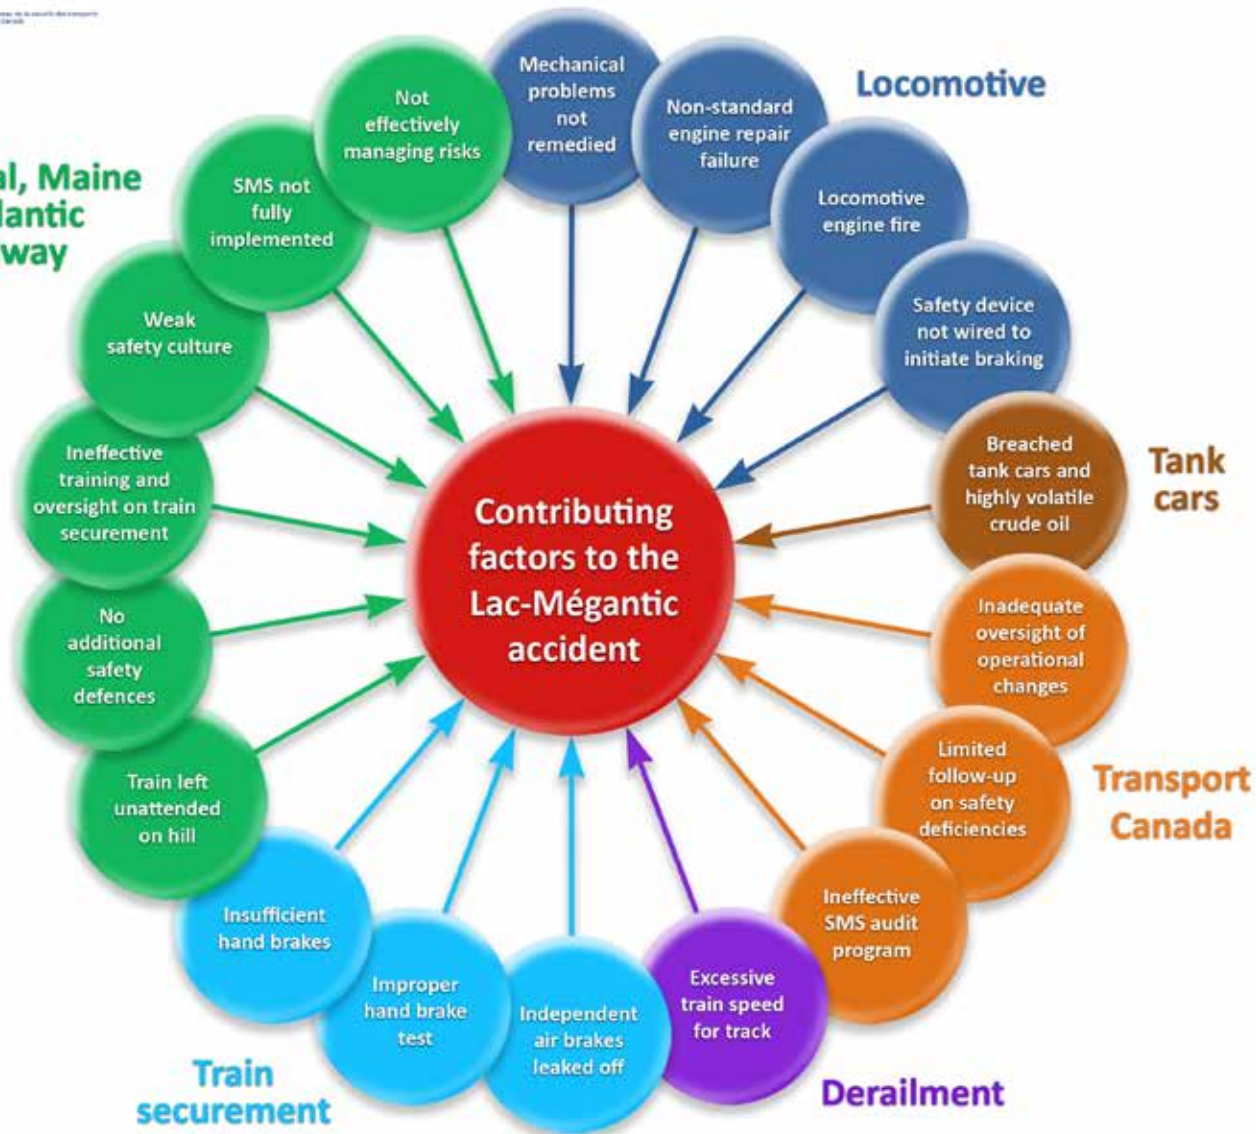 Mechanical
problems
not
remedied
Non-standard
engine repair
failure
Locomotive
engine fire
Safety device
not wired to
initiate braking
Locomotive
Breached
tank cars and
highly volatile
crude oil
Tank
cars
Inadequate
oversight of
operational
changes
Limited
follow-up
on safety
deficiencies
Ineffective
SMS audit
program
Transport
Canada
Excessive
train speed
for track
Derailment
Independent
air brakes
leaked off
Improper
hand brake
test
Insufficient
hand brakes
Train
securement
Train left
unattended
on hill
No
additional
safety
defences
Ineffective
training and
oversight on train
securement
Weak
safety culture
SMS not
fully
implemented
Not
effectively
managing risks
al, Maine
lantic
way
Contributing
factors to the
Lac-Mégantic
accident